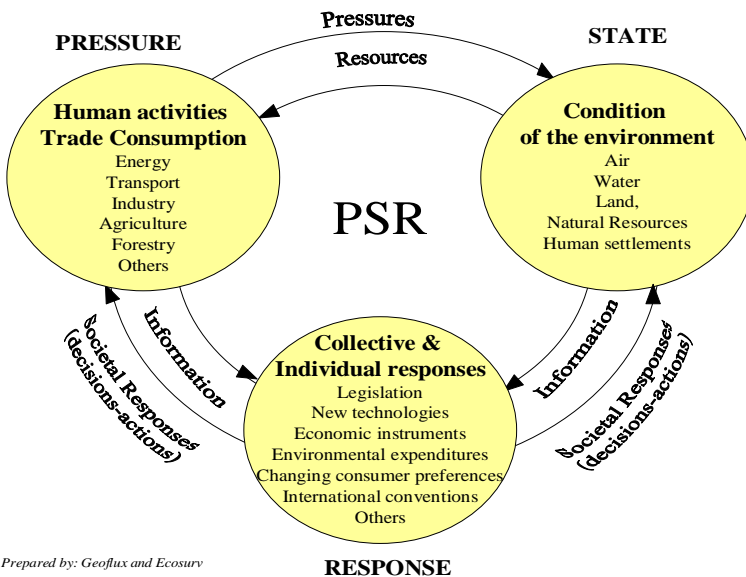 Pressures
PRESSURE
STATE
Resources
Human activities
Trade Consumption
Energy
Transport
Industry
Agriculture
Forestry
Others
Condition
of the environment
Air
Water
Land,
Natural Resources
Human settlements
PSR
Societal Responses
(decisions-actions)
Information
Collective &
Individual responses
Legislation
New technologies
Economic instruments
Environmental expenditures
Changing consumer preferences
International conventions
Others
Information
Societal Responses
(decisions-actions)
Prepared by: Geoflux and Ecosurv
RESPONSE